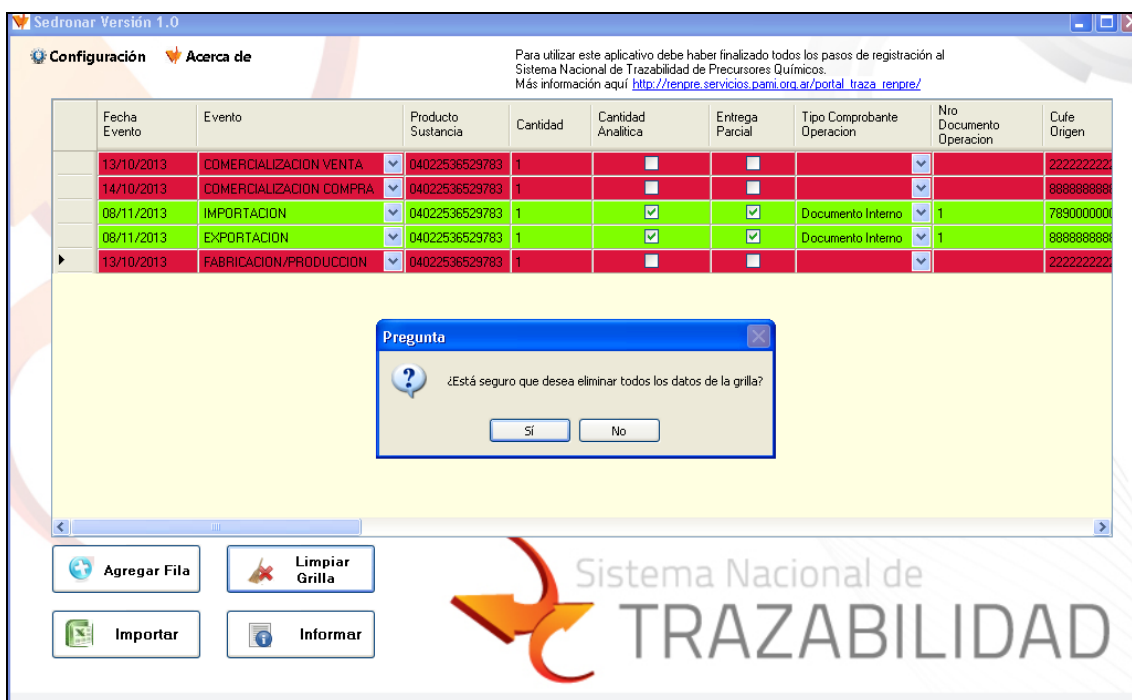 Sedronar Versión 1.0
Configuración Acerca de
Para utilizar este aplicativo debe haber finalizado todos los pasos de registración al
Sistema Nacional de Trazabilidad de Precursores Químicos.
Más información aquí http://renpre.servicios.pami.org.ar/portal_traza_renpre/
Fecha Evento Evento Producto Sustancia Cantidad Cantidad Analitica Entrega Parcial Tipo Comprobante Operacion Nro Documento Operacion Cufe Origen
13/10/2013 COMERCIALIZACION VENTA 04022536529783 1 2222222222
14/10/2013 COMERCIALIZACION COMPRA 04022536529783 1 8888888888
08/11/2013 IMPORTACION 04022536529783 1 Documento Interno 1 7890000000
08/11/2013 EXPORTACION 04022536529783 1 Documento Interno 1 8888888888
13/10/2013 FABRICACION/PRODUCCION 04022536529783 1 2222222222
Pregunta
¿Está seguro que desea eliminar todos los datos de la grilla?
Sí No
Agregar Fila Limpiar Grilla
Importar Informar
Sistema Nacional de
TRAZABILIDAD